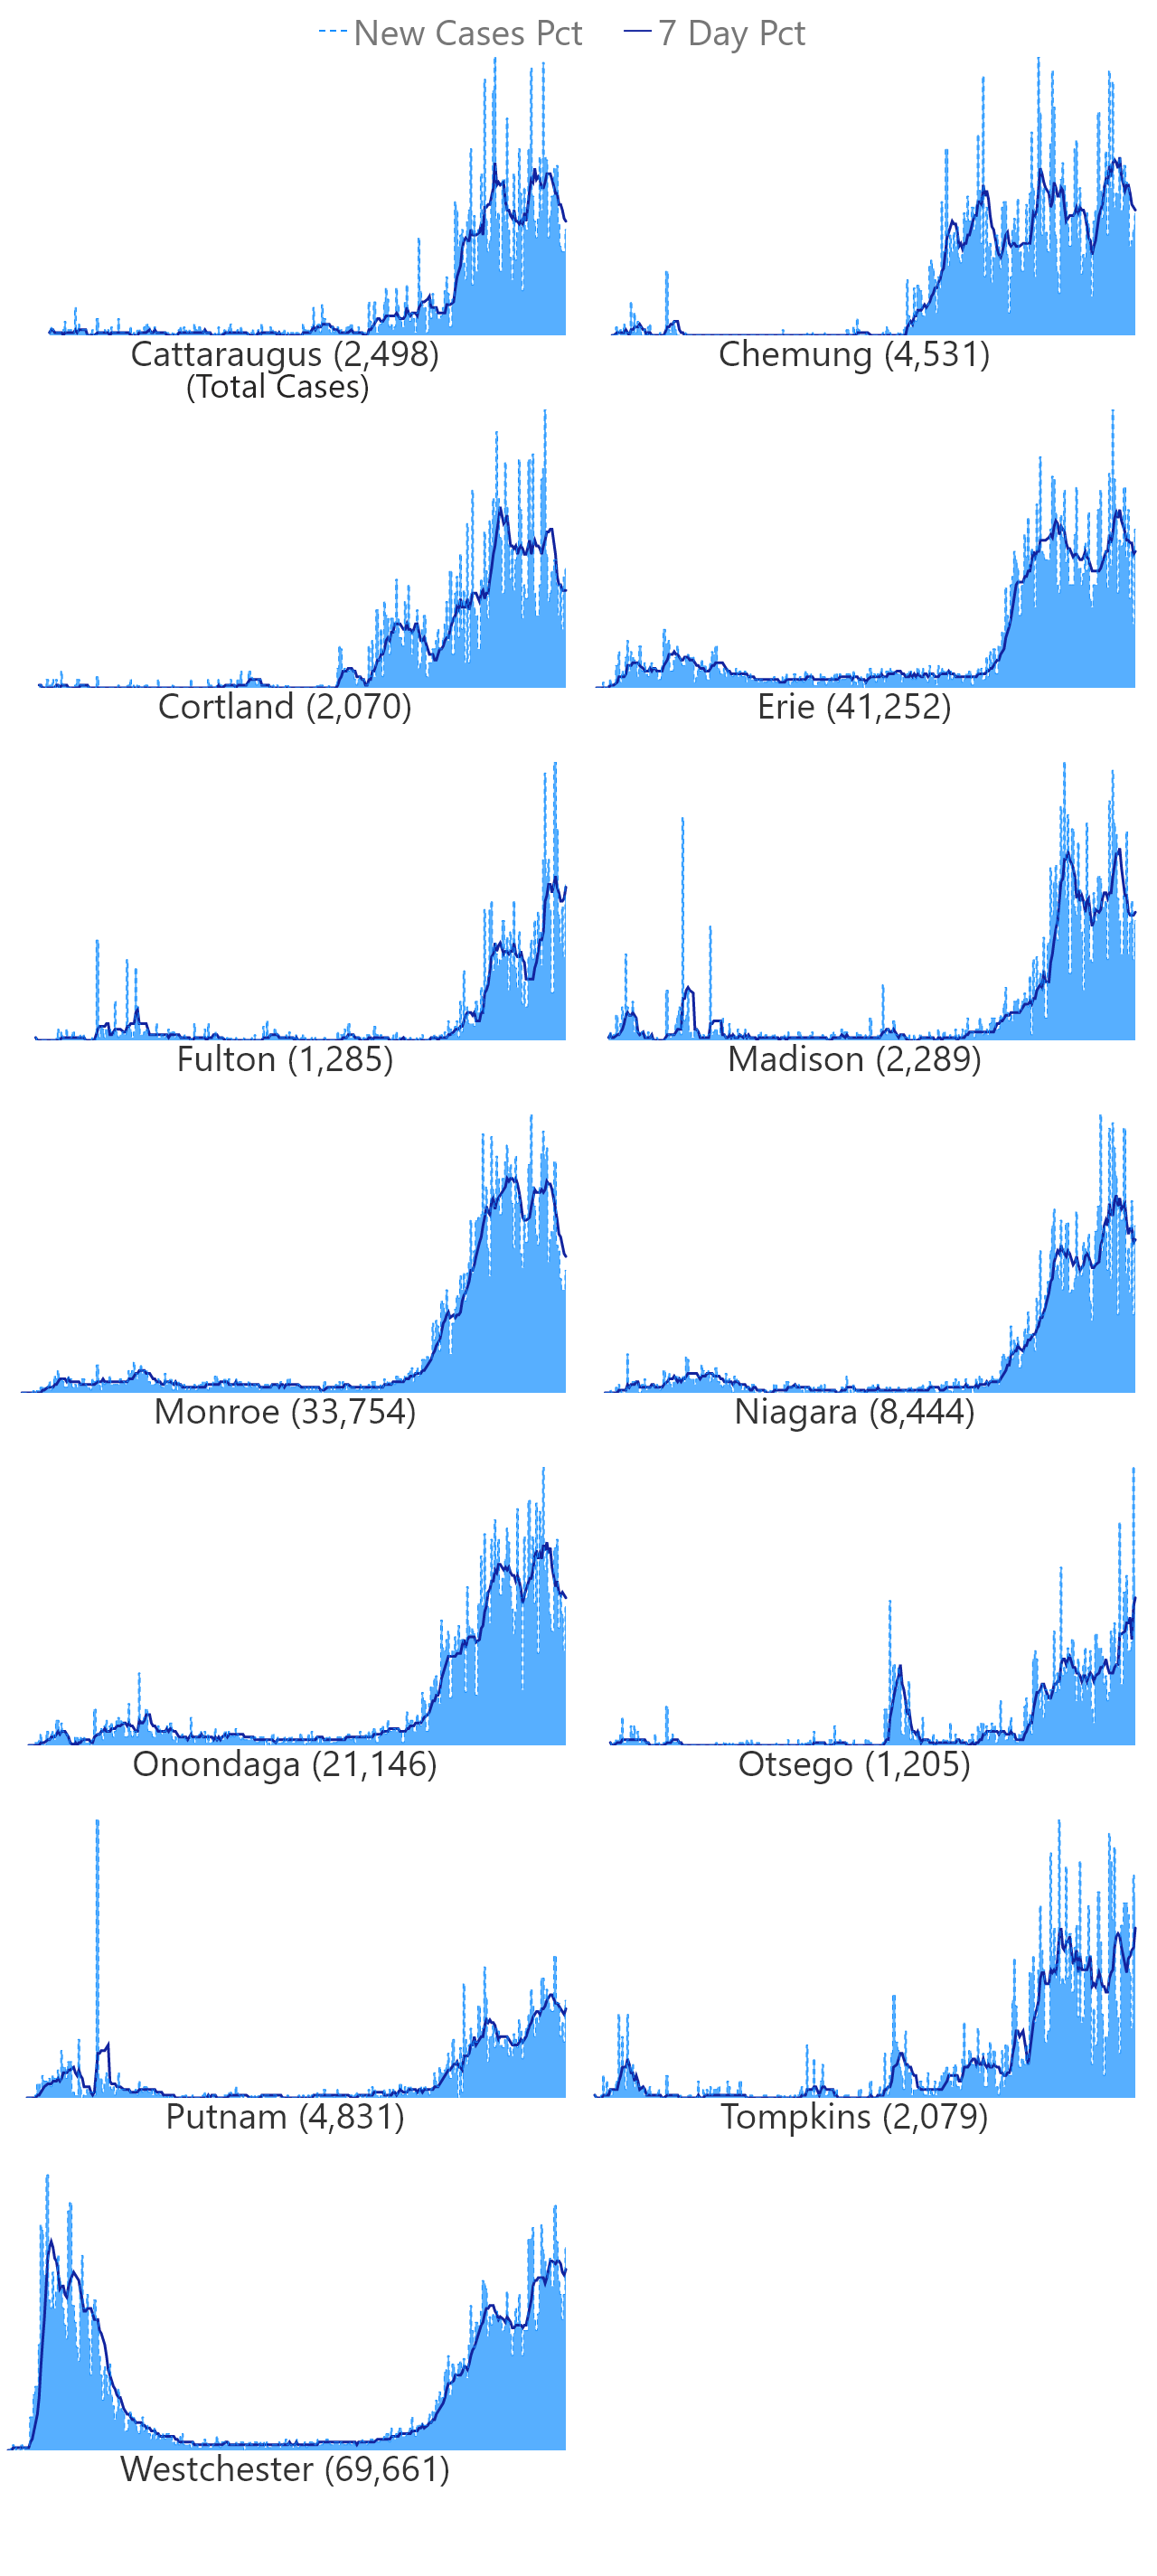 New Cases Pct 7 Day Pct
Cattaraugus (2,498) Chemung (4,531)
(Total Cases)
Cortland (2,070) Erie (41,252)
Fulton (1,285) Madison (2,289)
Monroe (33,754) Niagara (8,444)
Onondaga (21,146) Otsego (1,205)
Putnam (4,831) Tompkins (2,079)
Westchester (69,661)